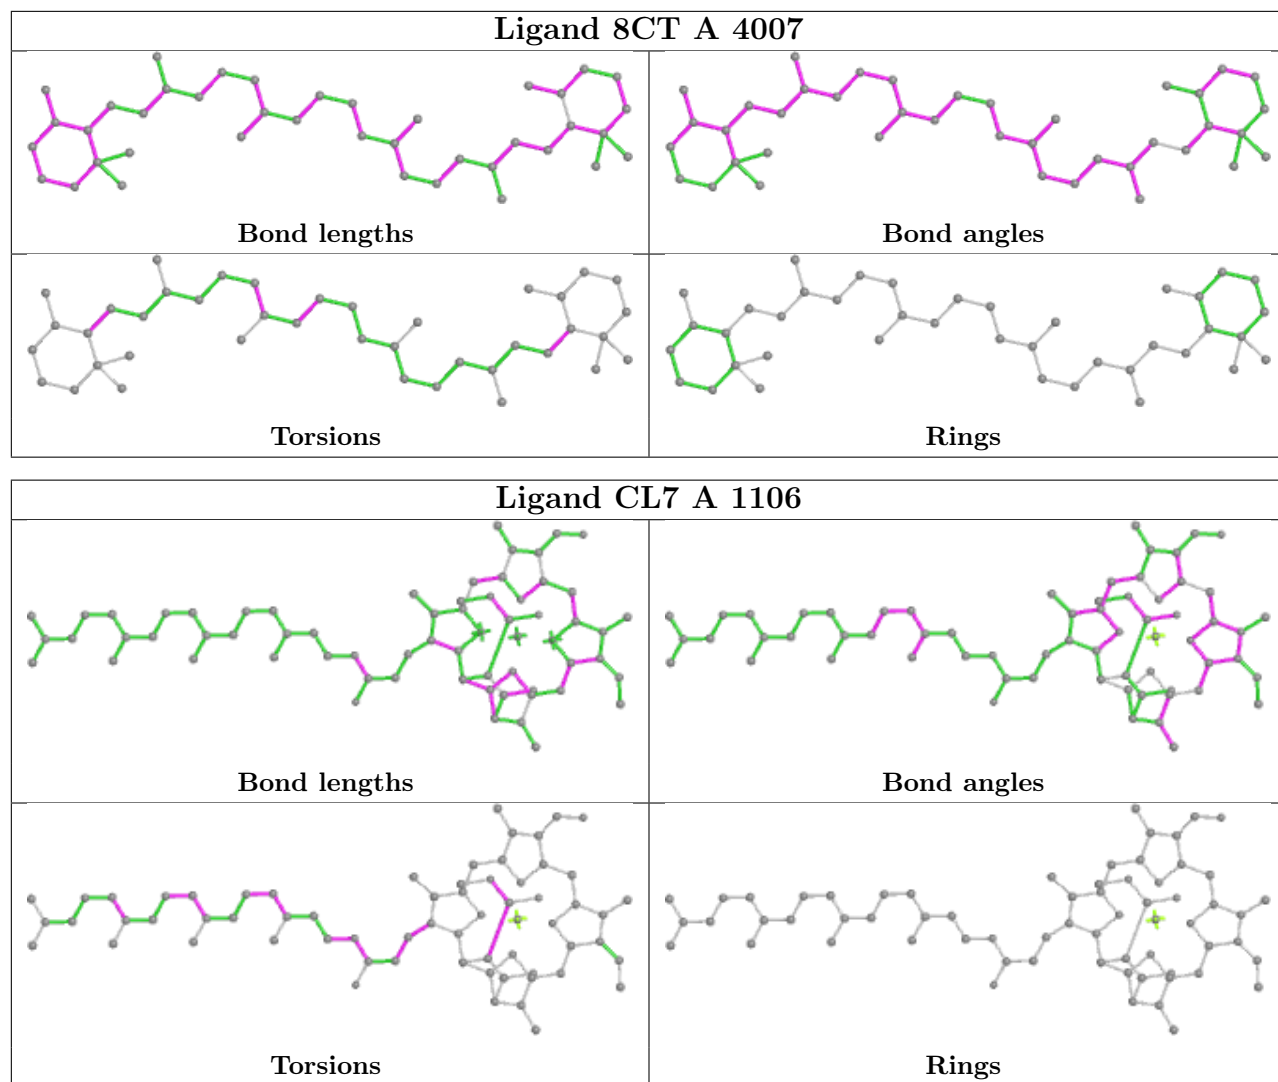 Ligand 8CT A 4007
Bond lengths
Bond angles
Torsions
Rings
Ligand CL7 A 1106
Bond lengths
Bond angles
Torsions
Rings